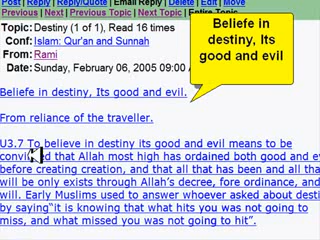 Post | Reply | Reply/Quote | Email Reply | Delete | Edit | Move
Previous | Next | Previous Topic | Next Topic | Entire Topic
Topic: Destiny (1 of 1), Read 16 times
Conf: Islam: Qur'an and Sunnah
From: Rami
Date: Sunday, February 06, 2005 09:00
Beliefe in destiny, Its good and evil
Beliefe in destiny, Its good and evil.
From reliance of the traveller.
U3.7 To believe in destiny its good and evil means to be
that Allah most high has ordained both good and
before creating creation, and that all that has been and all
will be only exists through Allah's decree, fore ordinance, and
will. Early Muslims used to answer whoever asked about
by saying“it is knowing that what hits you was not going to
miss, and what missed you was not going to hit”.